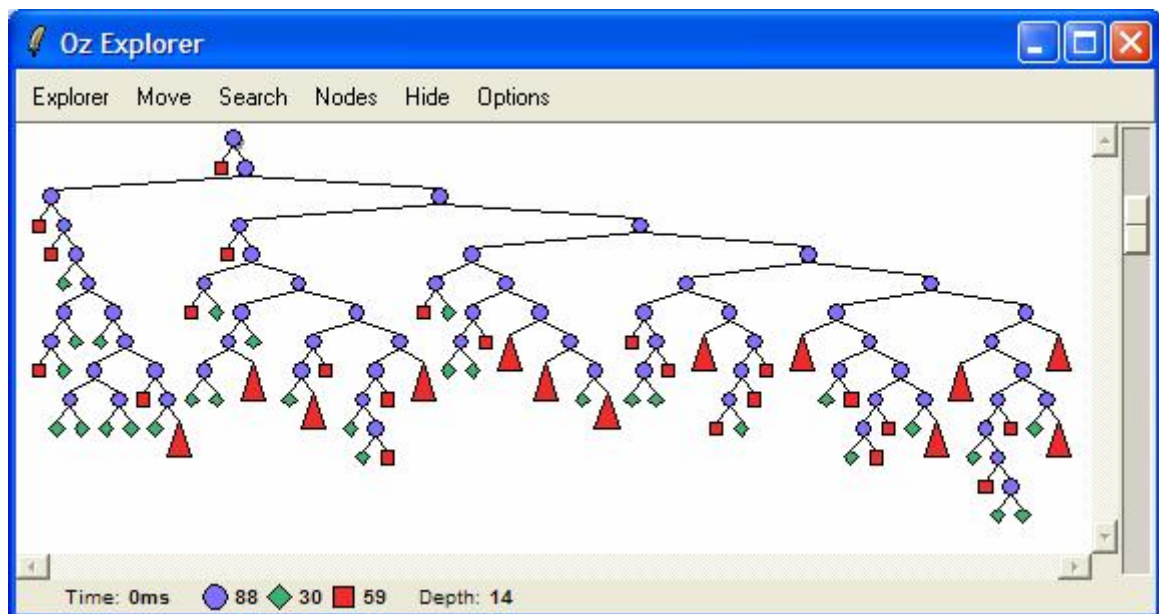 Oz Explorer
Explorer Move Search Nodes Hide Options
Time: 0ms 88 30 59 Depth: 14